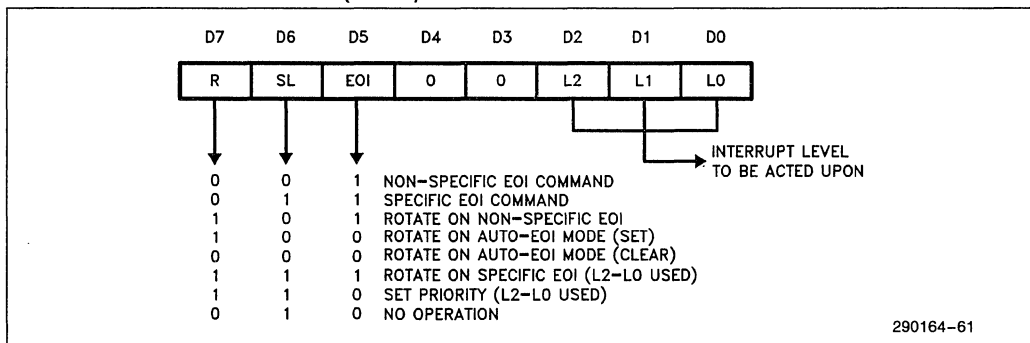 D7 D6 D5 D4 D3 D2 D1 D0
R SL EOI 0 0 L2 L1 L0
INTERRUPT LEVEL
TO BE ACTED UPON
0 0 1 NON-SPECIFIC EOI COMMAND
0 1 1 SPECIFIC EOI COMMAND
1 0 1 ROTATE ON NON-SPECIFIC EOI
1 0 0 ROTATE ON AUTO-EOI MODE (SET)
0 0 0 ROTATE ON AUTO-EOI MODE (CLEAR)
1 1 1 ROTATE ON SPECIFIC EOI (L2-L0 USED)
1 1 0 SET PRIORITY (L2-L0 USED)
0 1 0 NO OPERATION
290164-61